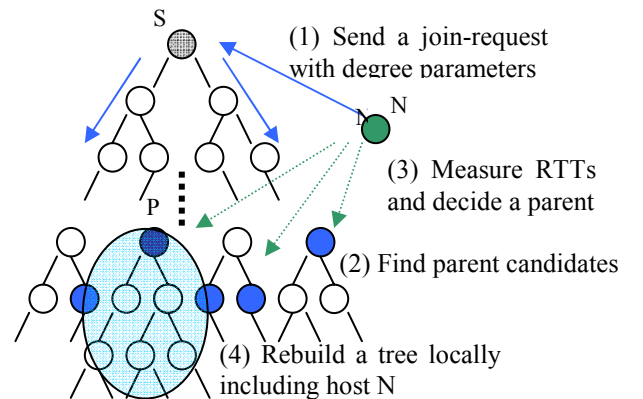 S
(1) Send a join-request
with degree parameters
N
N
(3) Measure RTTs
and decide a parent
P
(2) Find parent candidates
(4) Rebuild a tree locally
including host N